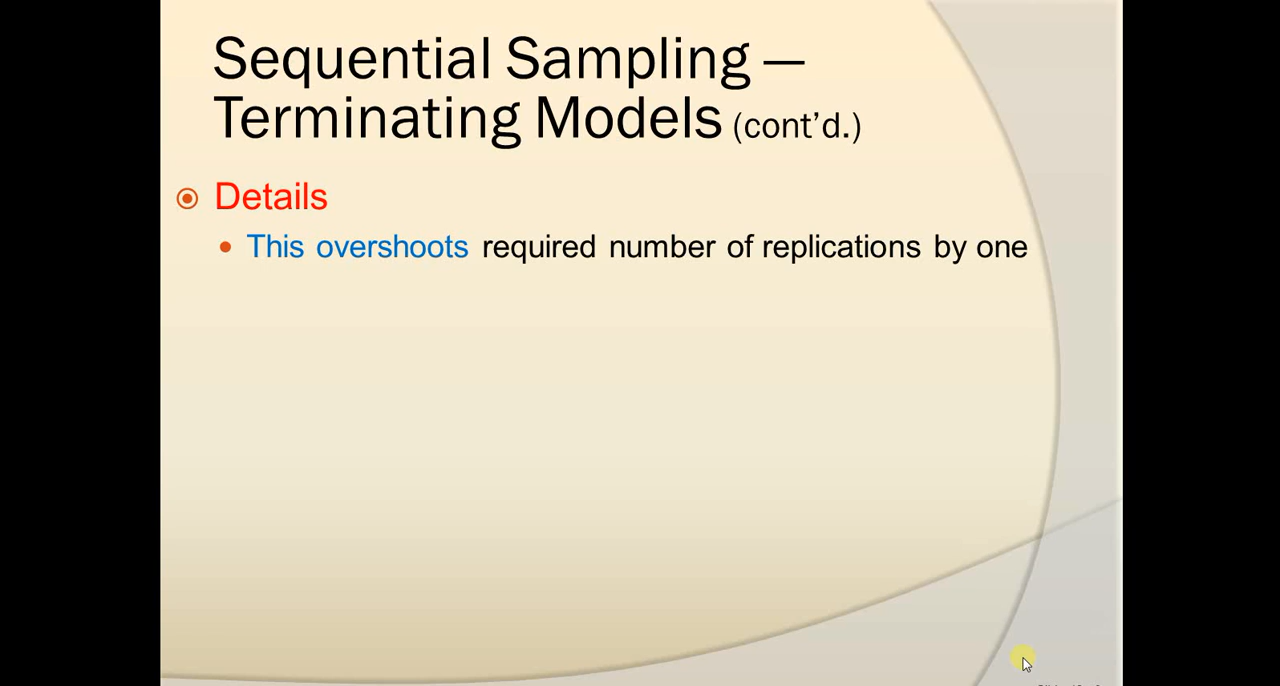 Sequential Sampling —
Terminating Models (cont’d.)
Details
This overshoots required number of replications by one